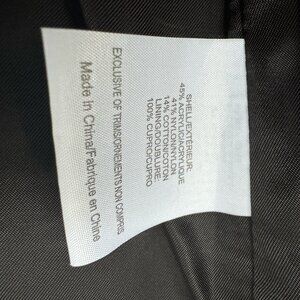 SHELL/EXTÉRIEUR:
45% ACRYLIC/ACRYLIQUE
41% NYLON/NYLON
14% COTTON/COTON
LINING/DOUBLURE:
100% CUPRO/CUPRO
EXCLUSIVE OF TRIMS/ORNEMENTS NON COMPRIS
Made in China/Fabriqué en Chine